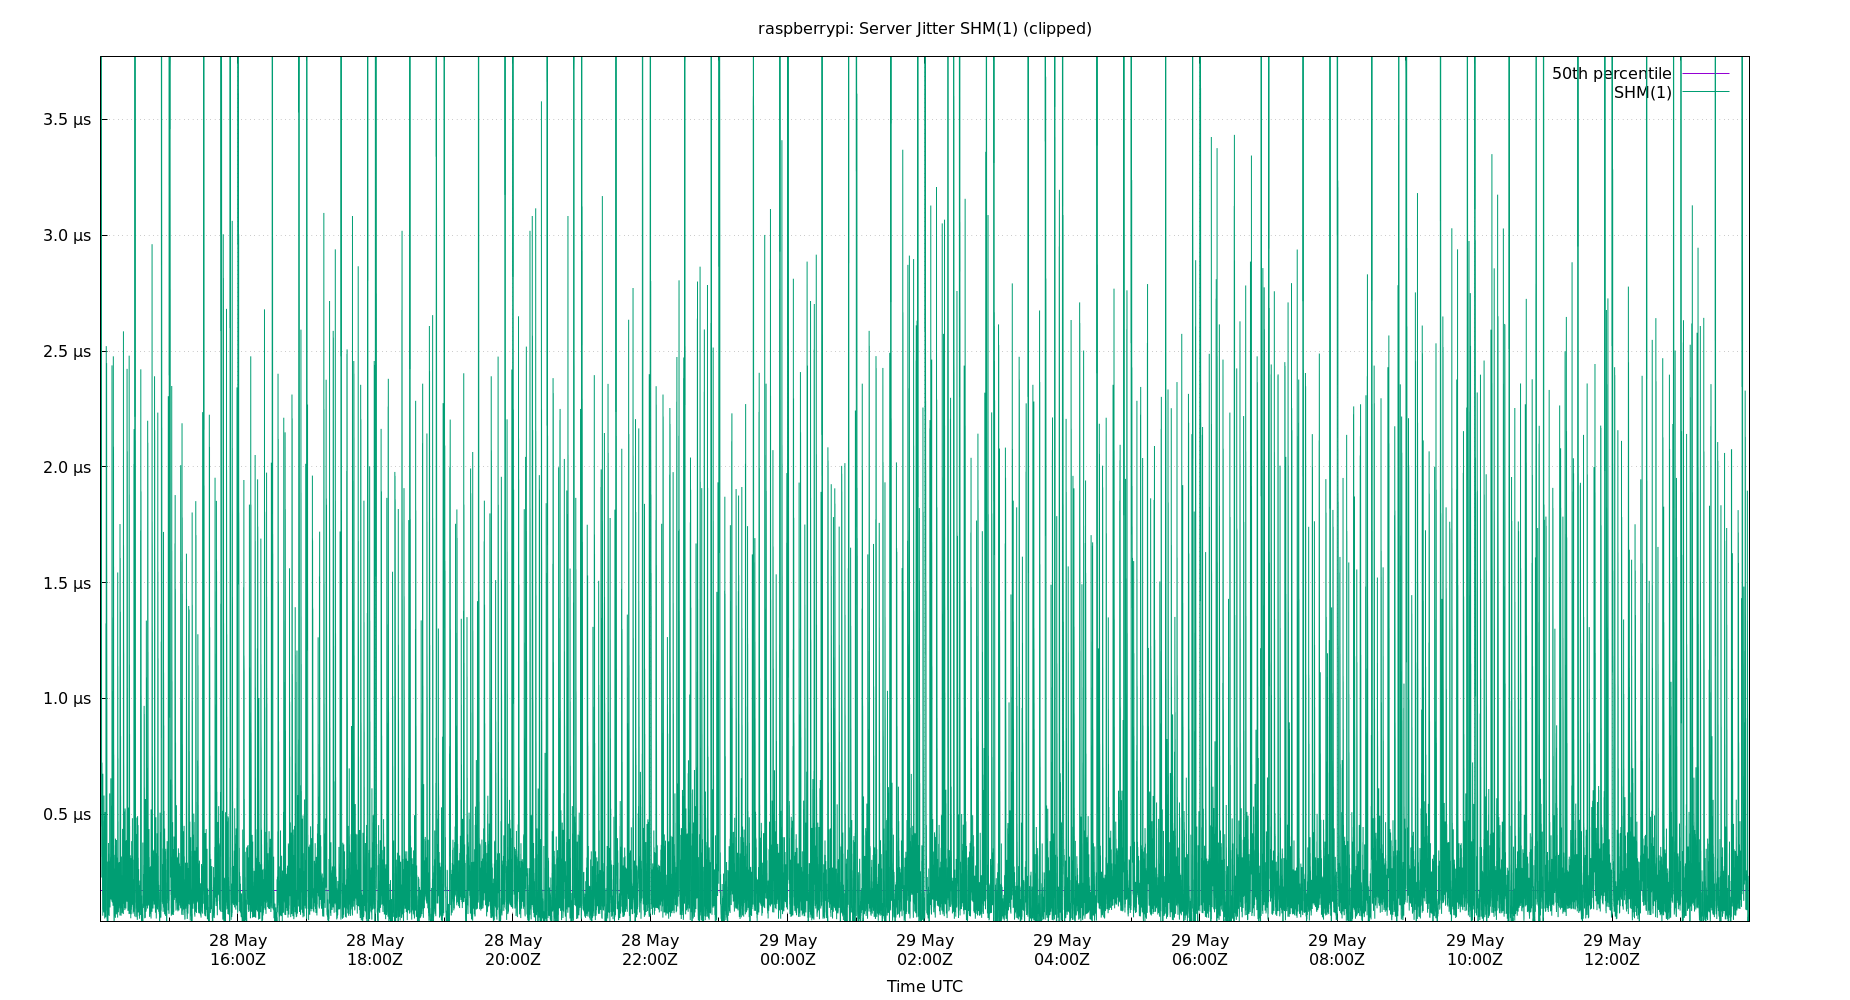 raspberrypi: Server Jitter SHM(1) (clipped)
50th percentile
SHM(1)
3.5 µs
3.0 µs
2.5 µs
2.0 µs
1.5 µs
1.0 µs
0.5 µs
28 May 28 May 28 May 28 May 29 May 29 May 29 May 29 May 29 May 29 May 29 May
16:00Z 18:00Z 20:00Z 22:00Z 00:00Z 02:00Z 04:00Z 06:00Z 08:00Z 10:00Z 12:00Z
Time UTC